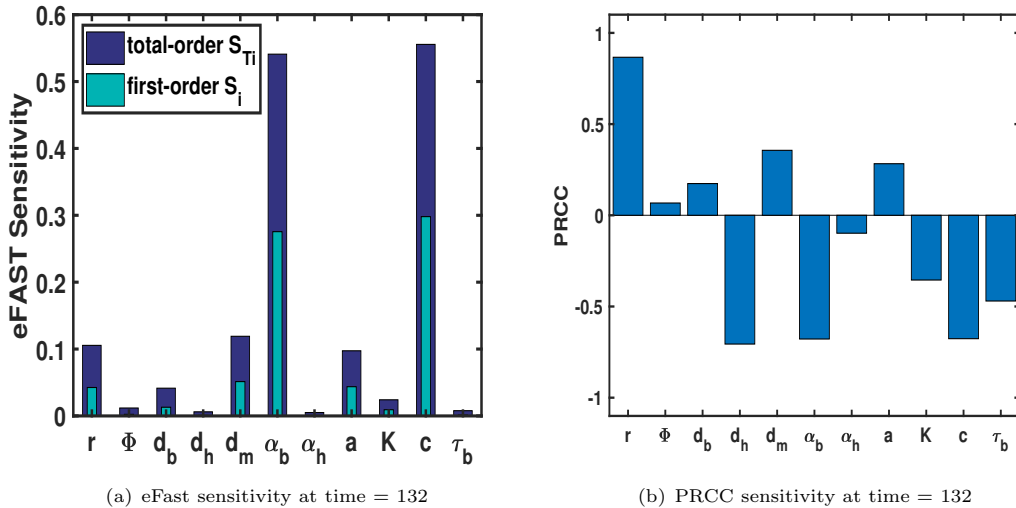 total-order S_Ti
first-order S_i
eFAST Sensitivity
0.6
0.5
0.4
0.3
0.2
0.1
0
r Φ d_b d_h d_m α_b α_h a K c τ_b
(a) eFast sensitivity at time = 132
PRCC
1
0.5
0
-0.5
-1
r Φ d_b d_h d_m α_b α_h a K c τ_b
(b) PRCC sensitivity at time = 132